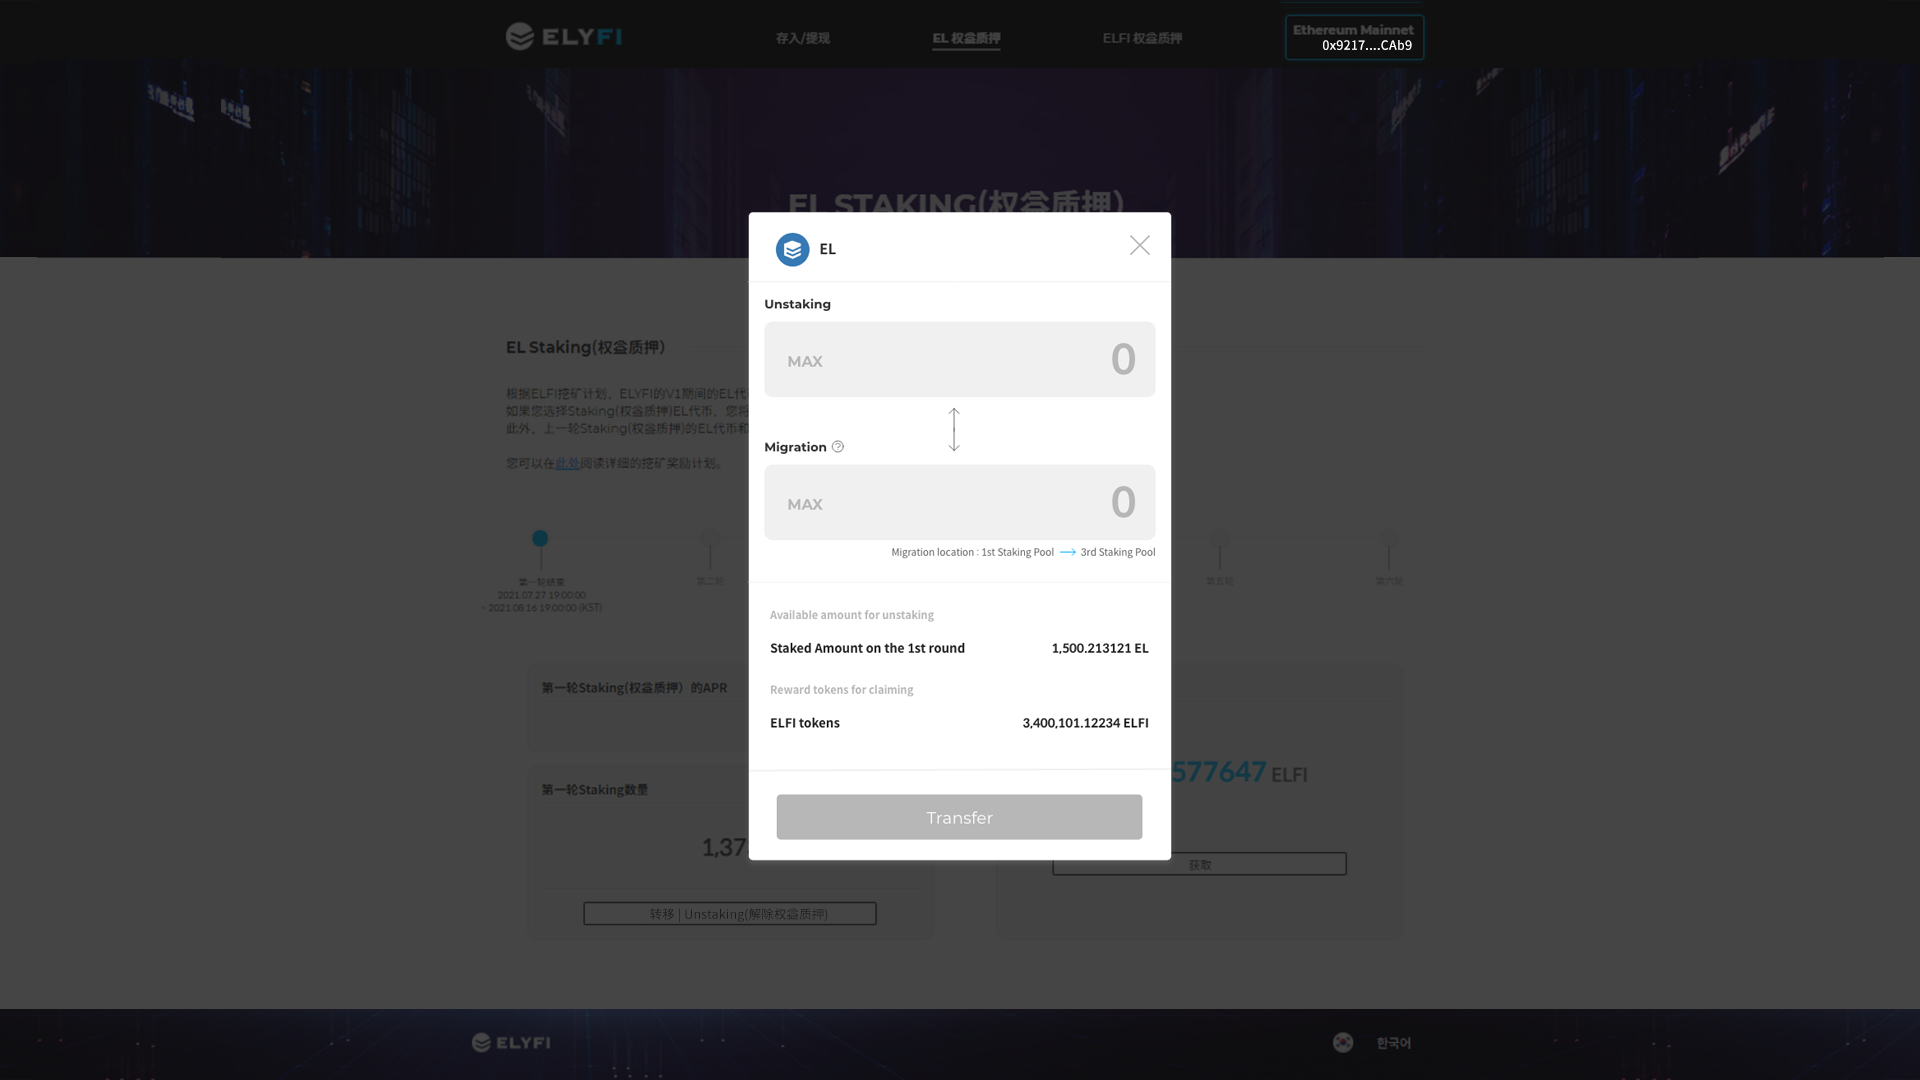 ELYFI
存入/提现
EL 权益质押
ELFI 权益质押
Ethereum Mainnet
0x9217....CAb9
EL STAKING(权益质押)
EL
Unstaking
MAX
0
Migration
MAX
0
Migration location : 1st Staking Pool → 3rd Staking Pool
Available amount for unstaking
Staked Amount on the 1st round
1,500.213121 EL
Reward tokens for claiming
ELFI tokens
3,400,101.12234 ELFI
Transfer
EL Staking(权益质押)
根据ELFI挖矿计划，ELYFI的V1期间的EL代
如果您选择Staking(权益质押)EL代币，您将
此外，上一轮Staking(权益质押)的EL代币和
您可以在此处阅读详细的挖矿奖励计划。
第一轮结束
2021.07.27 19:00:00
~ 2021.08.16 19:00:00 (KST)
第二轮
第五轮
第六轮
第一轮Staking(权益质押）的APR
第一轮Staking数量
1,37
转移 | Unstaking(解除权益质押)
577647 ELFI
获取
ELYFI
한국어